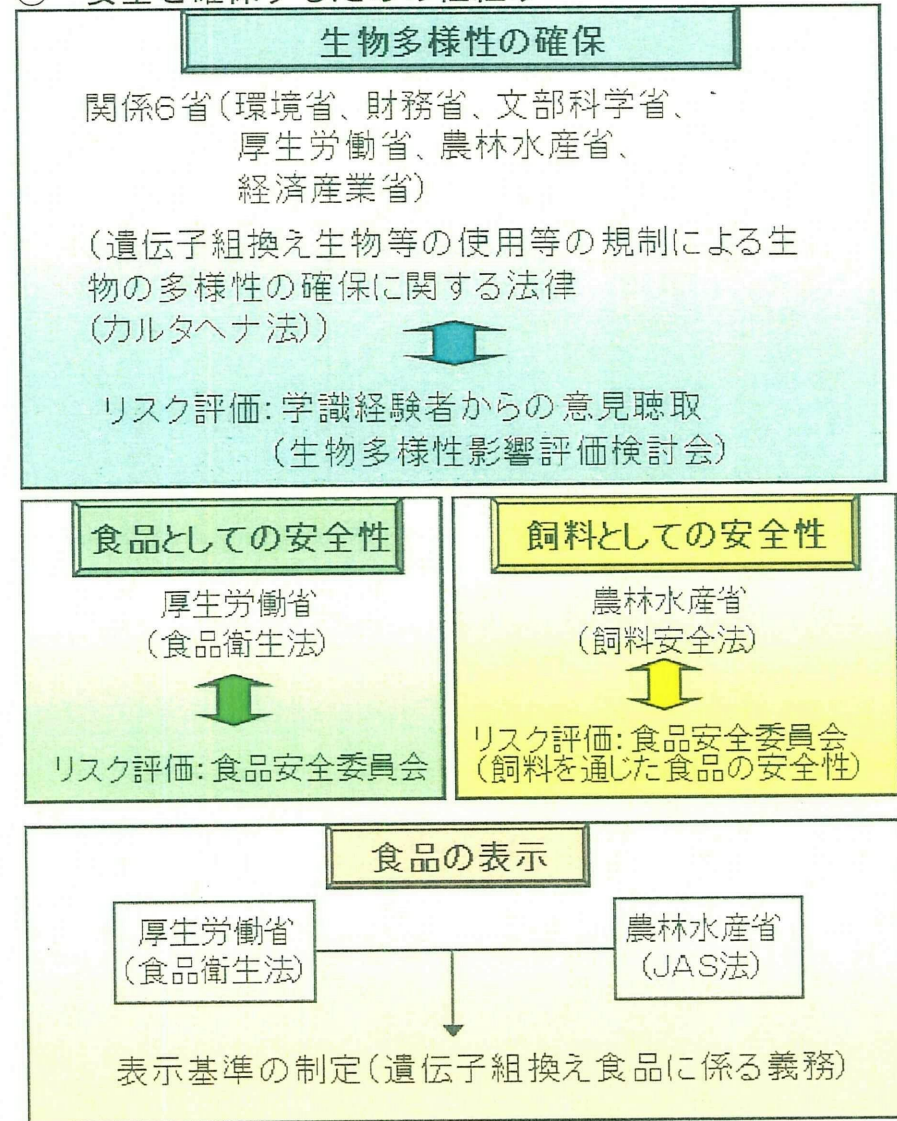 生物多様性の確保
関係6省(環境省、財務省、文部科学省、
厚生労働省、農林水産省、
経済産業省)
(遺伝子組換え生物等の使用等の規制による生
物の多様性の確保に関する法律
(カルタヘナ法))
リスク評価:学識経験者からの意見聴取
(生物多様性影響評価検討会)
食品としての安全性
厚生労働省
(食品衛生法)
リスク評価:食品安全委員会
飼料としての安全性
農林水産省
(飼料安全法)
リスク評価:食品安全委員会
(飼料を通じた食品の安全性)
食品の表示
厚生労働省
(食品衛生法)
農林水産省
(JAS法)
表示基準の制定(遺伝子組換え食品に係る義務)